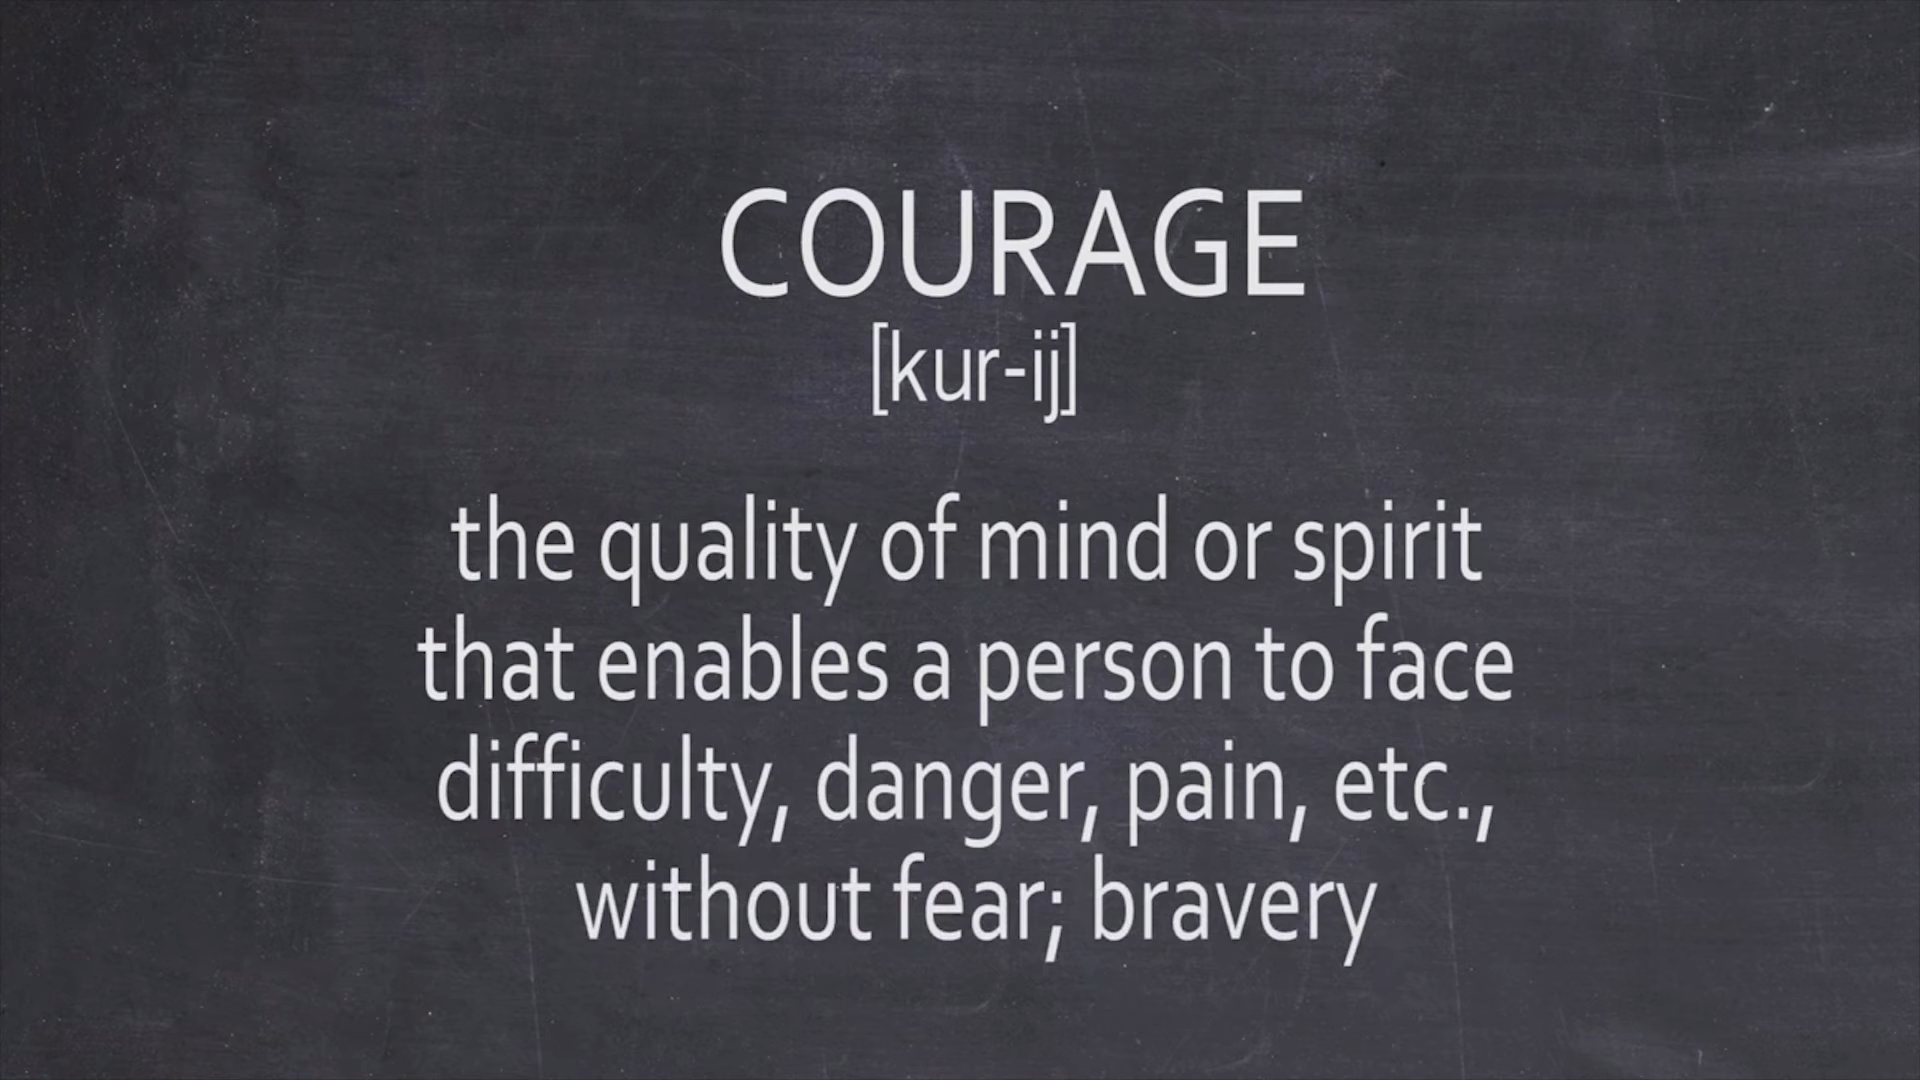 COURAGE
[kur-ij]
the quality of mind or spirit
that enables a person to face
difficulty, danger, pain, etc.,
without fear; bravery